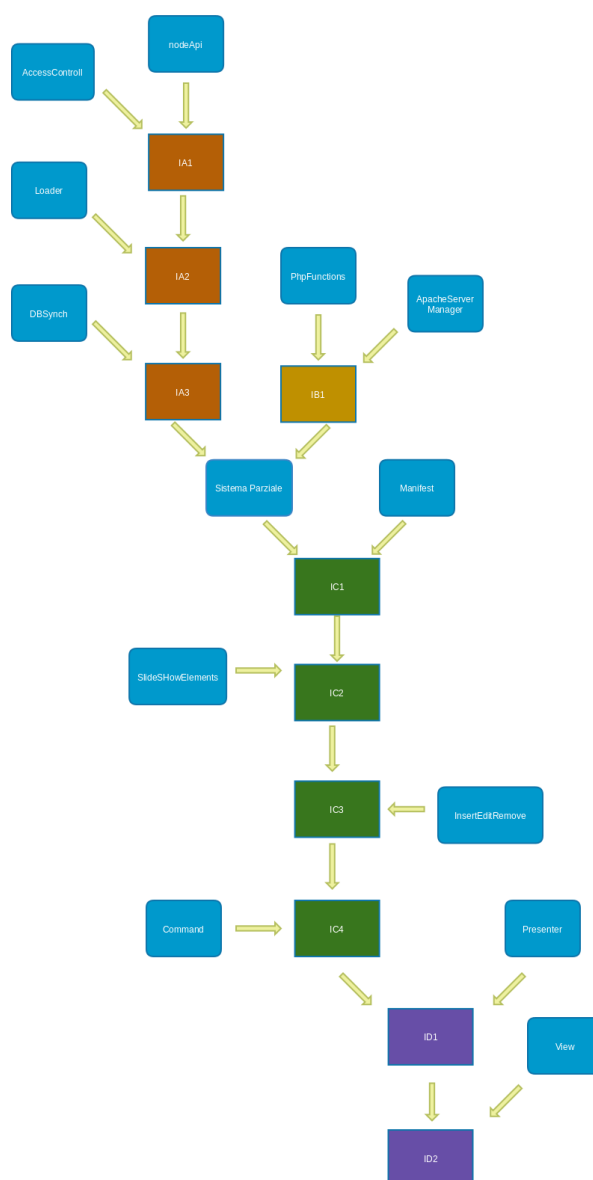 nodeApi
AccessControll
IA1
Loader
IA2
PhpFunctions
ApacheServer
Manager
DBSynch
IA3
IB1
Sistema Parziale
Manifest
IC1
SlideSHowElements
IC2
IC3
InsertEditRemove
Command
IC4
Presenter
ID1
View
ID2